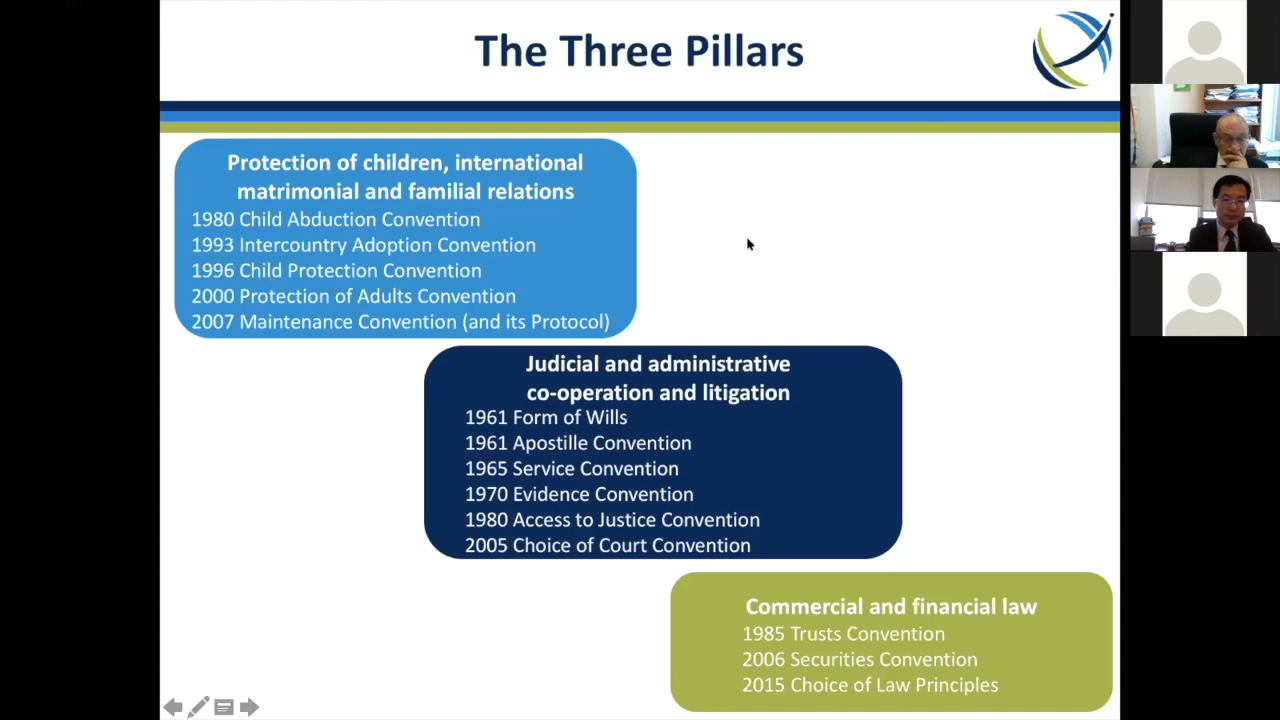 The Three Pillars
Protection of children, international
matrimonial and familial relations
1980 Child Abduction Convention
1993 Intercountry Adoption Convention
1996 Child Protection Convention
2000 Protection of Adults Convention
2007 Maintenance Convention (and its Protocol)
Judicial and administrative
co-operation and litigation
1961 Form of Wills
1961 Apostille Convention
1965 Service Convention
1970 Evidence Convention
1980 Access to Justice Convention
2005 Choice of Court Convention
Commercial and financial law
1985 Trusts Convention
2006 Securities Convention
2015 Choice of Law Principles